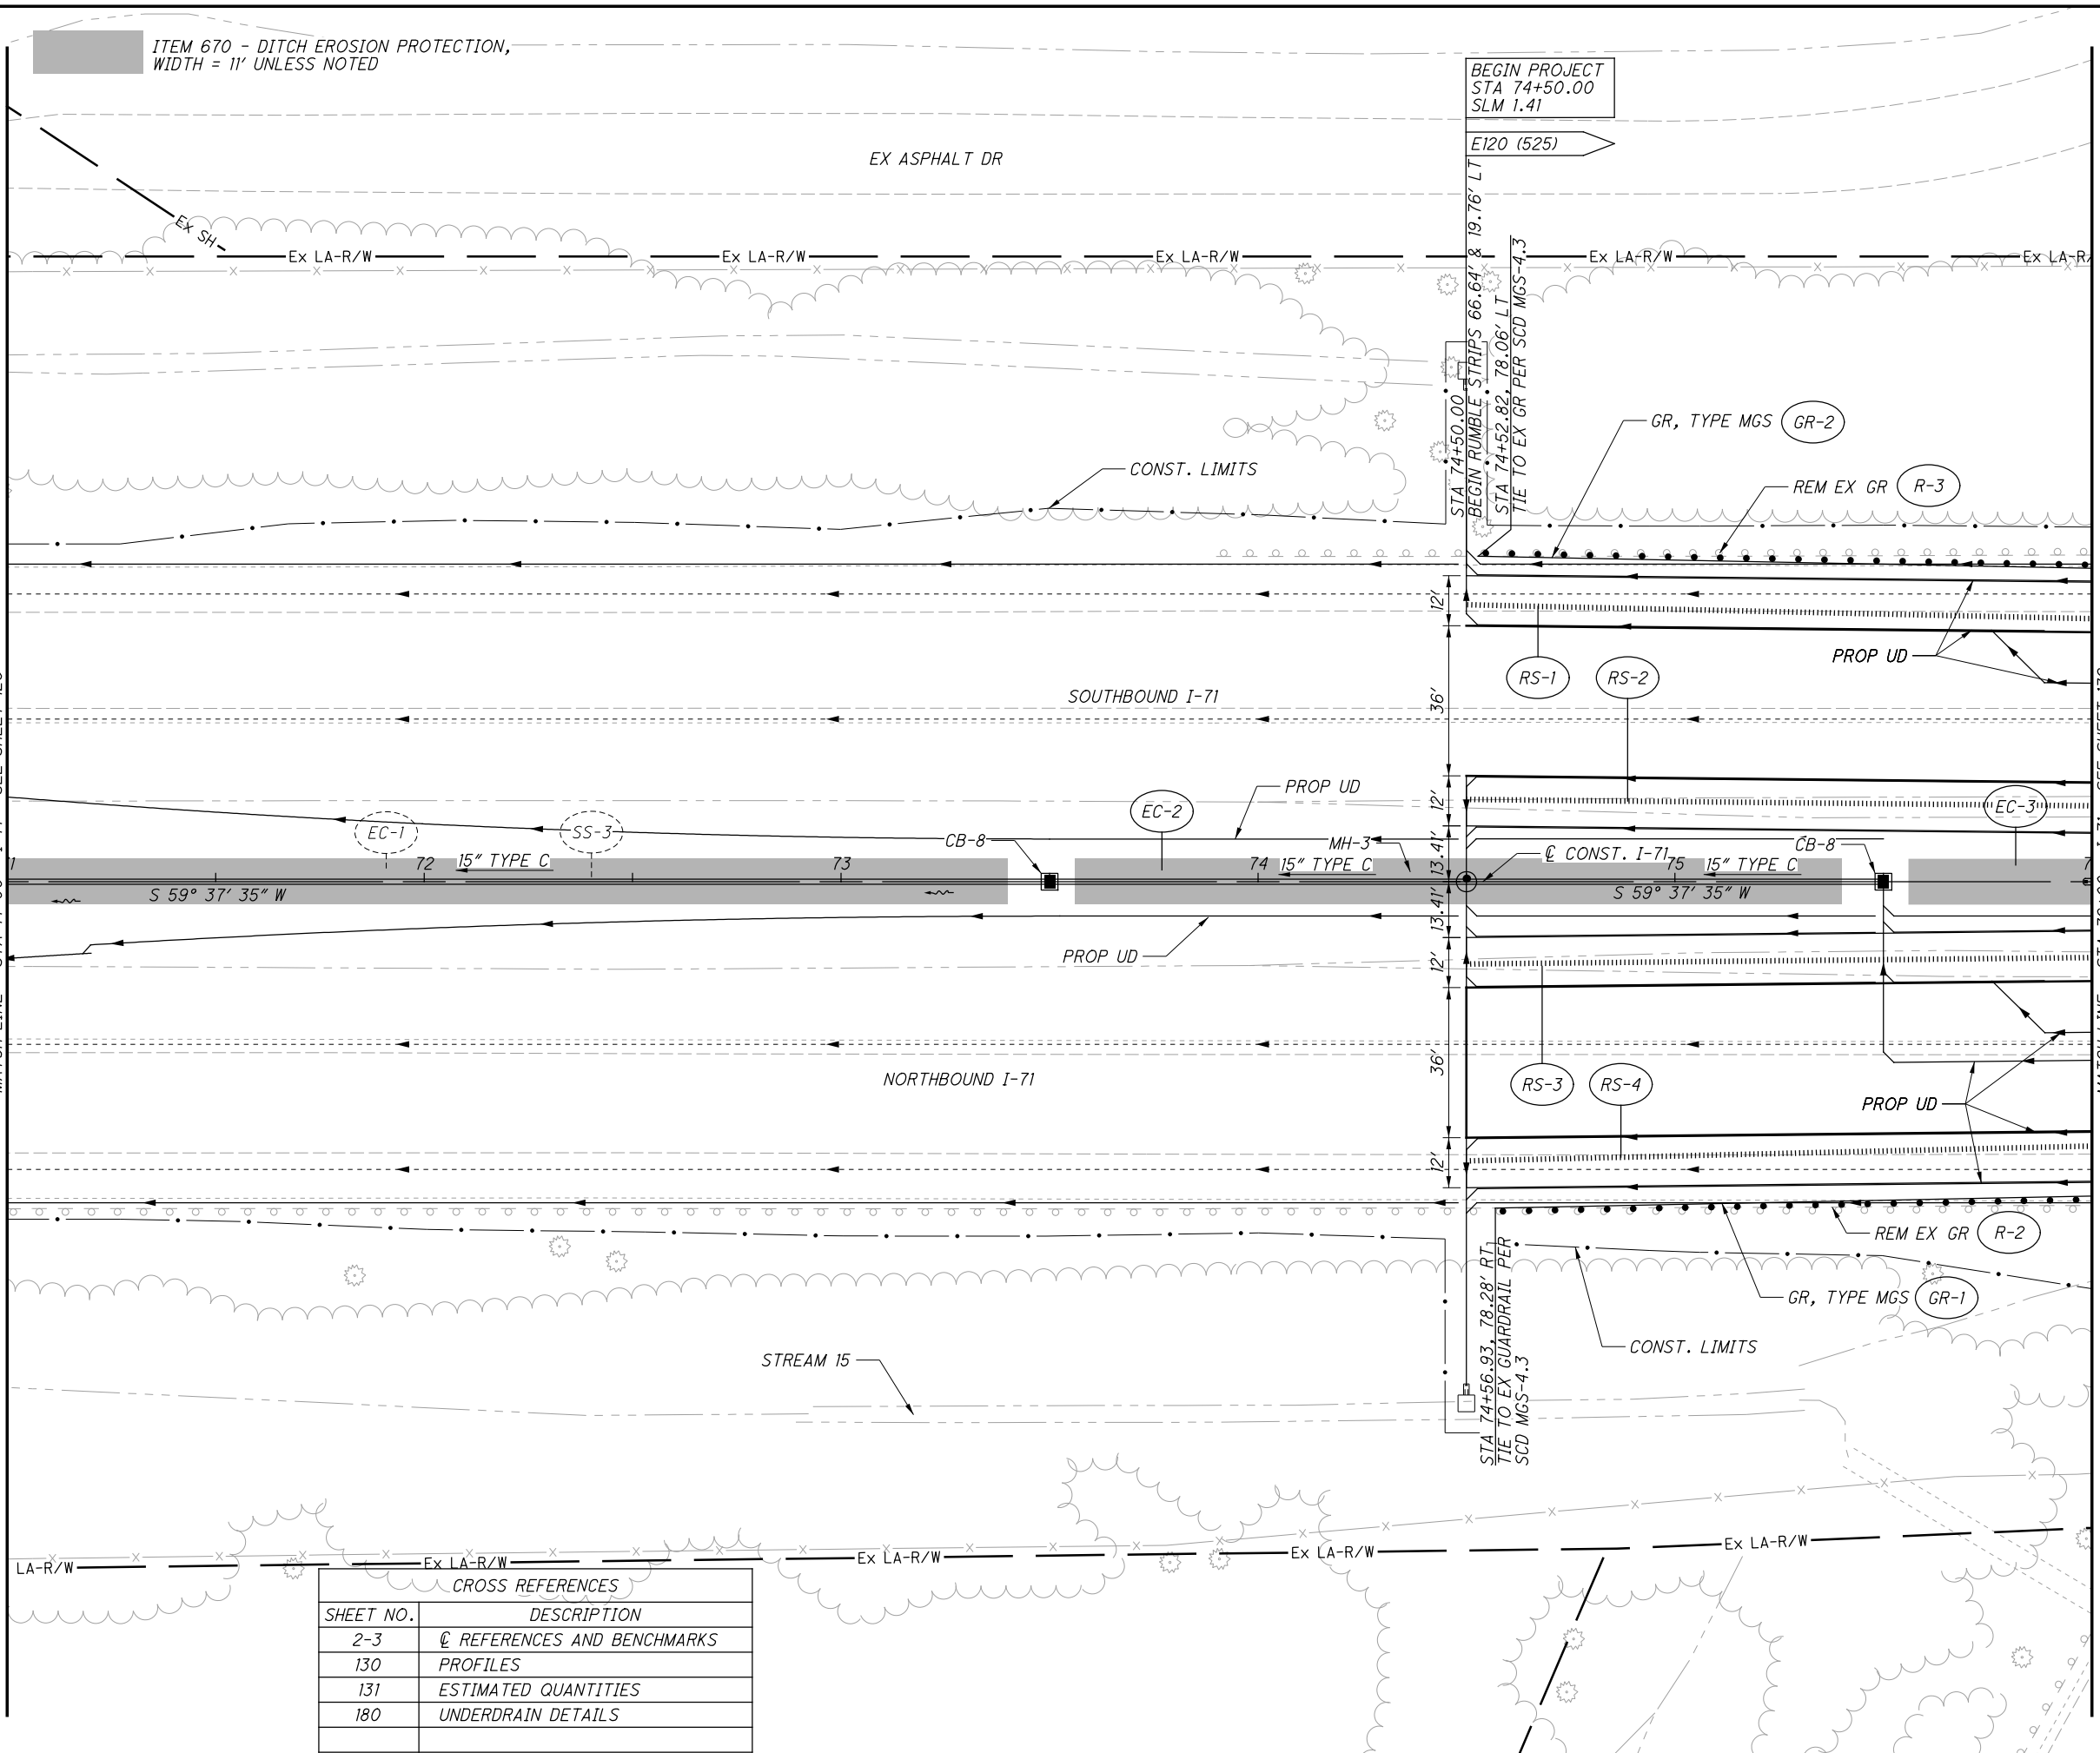 ITEM 670 - DITCH EROSION PROTECTION,
WIDTH = 11' UNLESS NOTED
BEGIN PROJECT
STA 74+50.00
SLM 1.41
E120 (525)
EX ASPHALT DR
Ex SH
Ex LA-R/W
Ex LA-R/W
Ex LA-R/W
Ex LA-R/W
Ex LA-R/
STA 74+50.00
BEGIN RUMBLE STRIPS 66.64' & 19.76' LT
STA 74+52.82, 78.06' LT
TIE TO EX GR PER SCD MGS-4.3
GR, TYPE MGS
GR-2
CONST. LIMITS
REM EX GR
R-3
12'
PROP UD
RS-1
RS-2
SOUTHBOUND I-71
36'
PROP UD
12'
EC-2
EC-3
EC-1
SS-3
CB-8
MH-3
13.41'
℄ CONST. I-71
CB-8
72
15" TYPE C
73
74
15" TYPE C
75
15" TYPE C
S 59° 37' 35" W
S 59° 37' 35" W
13.41'
PROP UD
12'
36'
NORTHBOUND I-71
RS-3
RS-4
PROP UD
12'
REM EX GR
R-2
GR, TYPE MGS
GR-1
CONST. LIMITS
STREAM 15
STA 74+56.93, 78.28' RT
TIE TO EX GUARDRAIL PER
SCD MGS-4.3
LA-R/W
Ex LA-R/W
Ex LA-R/W
Ex LA-R/W
Ex LA-R/W
CROSS REFERENCES
SHEET NO.
DESCRIPTION
2-3
℄ REFERENCES AND BENCHMARKS
130
PROFILES
131
ESTIMATED QUANTITIES
180
UNDERDRAIN DETAILS